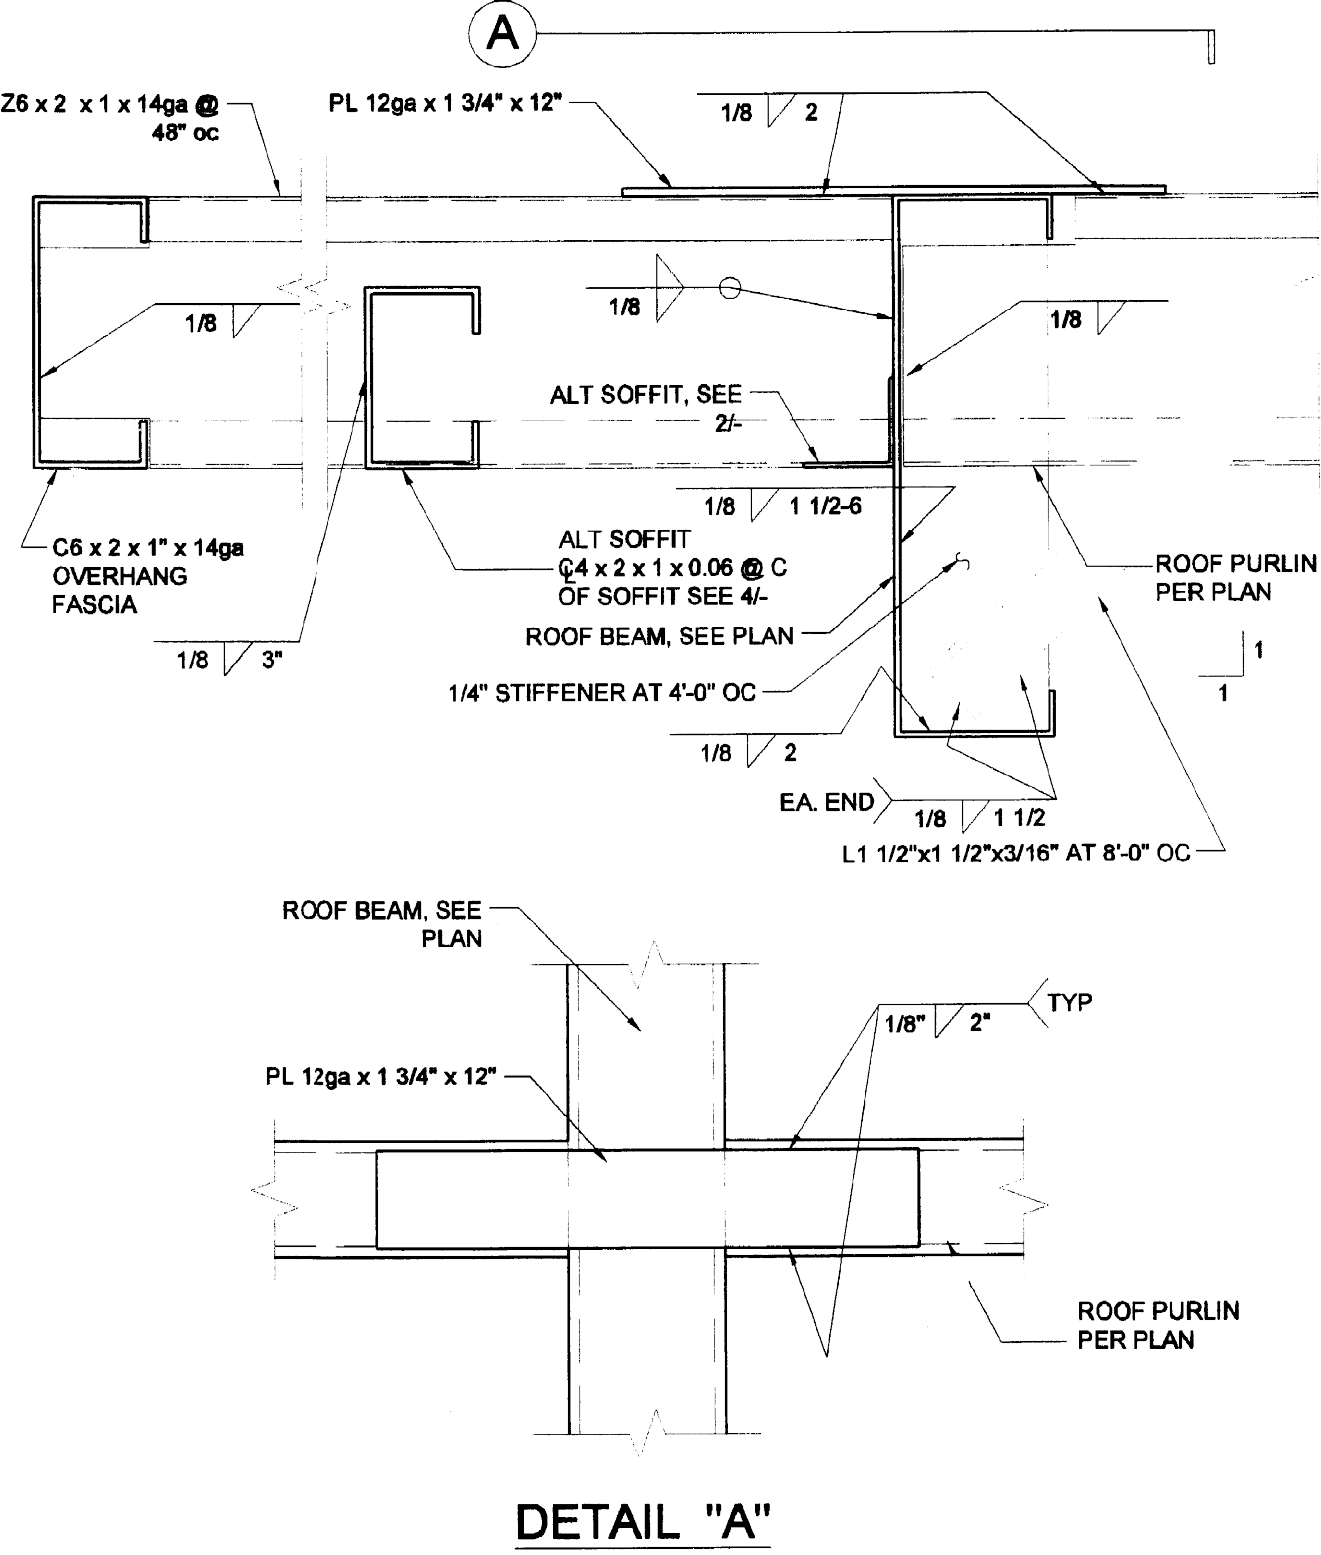 A
Z6 x 2 x 1 x 14ga @
48" oc
PL 12ga x 1 3/4" x 12"
1/8 2
1/8
1/8
1/8
ALT SOFFIT, SEE
2/-
1/8 1 1/2-6
C6 x 2 x 1" x 14ga
OVERHANG
FASCIA
ALT SOFFIT
C4 x 2 x 1 x 0.06 @ C
L
OF SOFFIT SEE 4/-
ROOF PURLIN
PER PLAN
ROOF BEAM, SEE PLAN
1/8 3"
1
1
1/4" STIFFENER AT 4'-0" OC
1/8 2
EA. END
1/8 1 1/2
L1 1/2"x1 1/2"x3/16" AT 8'-0" OC
ROOF BEAM, SEE
PLAN
TYP
1/8" 2"
PL 12ga x 1 3/4" x 12"
ROOF PURLIN
PER PLAN
DETAIL "A"